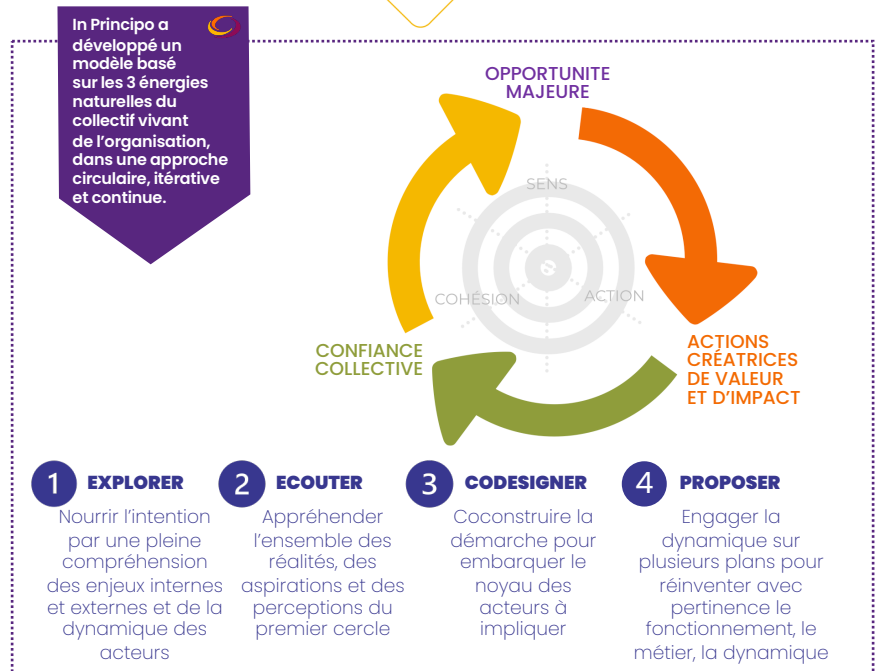 In Principo a
développé un
modèle basé
sur les 3 énergies
naturelles du
collectif vivant
de l'organisation,
dans une approche
circulaire, itérative
et continue.
OPPORTUNITE
MAJEURE
SENS
COHÉSION
ACTION
CONFIANCE
COLLECTIVE
ACTIONS
CRÉATRICES
DE VALEUR
ET D'IMPACT
1 EXPLORER
Nourrir l'intention
par une pleine
compréhension
des enjeux internes
et externes et de la
dynamique des
acteurs
2 ECOUTER
Appréhender
l'ensemble des
réalités, des
aspirations et des
perceptions du
premier cercle
3 CODESIGNER
Coconstruire la
démarche pour
embarquer le
noyau des
acteurs à
impliquer
4 PROPOSER
Engager la
dynamique sur
plusieurs plans pour
réinventer avec
pertinence le
fonctionnement, le
métier, la dynamique